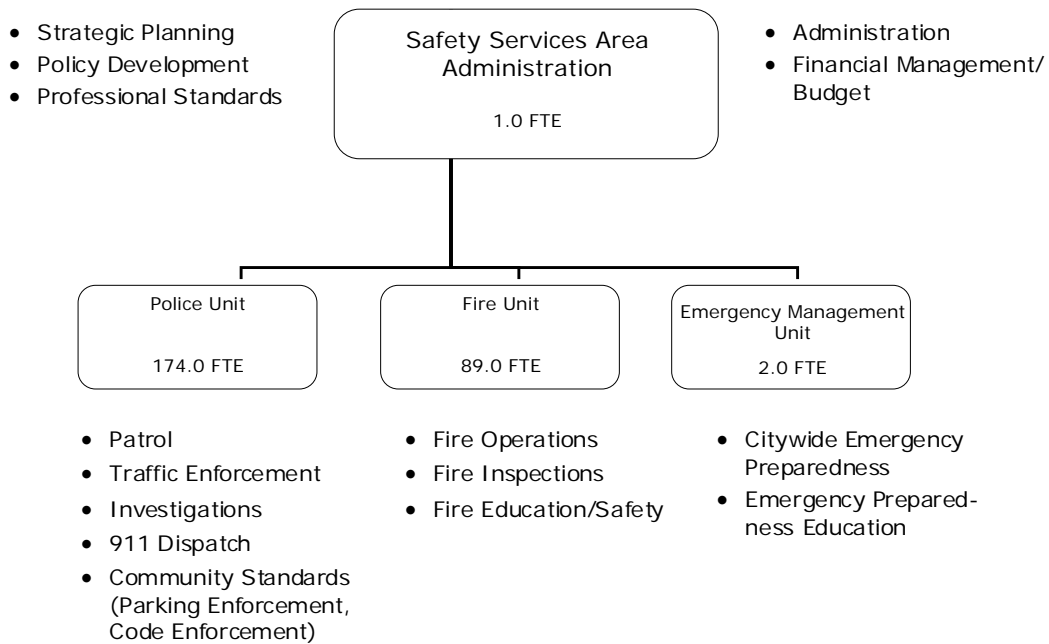 • Strategic Planning
• Policy Development
• Professional Standards
Safety Services Area
Administration
1.0 FTE
• Administration
• Financial Management/
Budget
Police Unit
174.0 FTE
Fire Unit
89.0 FTE
Emergency Management
Unit
2.0 FTE
• Patrol
• Traffic Enforcement
• Investigations
• 911 Dispatch
• Community Standards
(Parking Enforcement,
Code Enforcement)
• Fire Operations
• Fire Inspections
• Fire Education/Safety
• Citywide Emergency
Preparedness
• Emergency Prepared-
ness Education